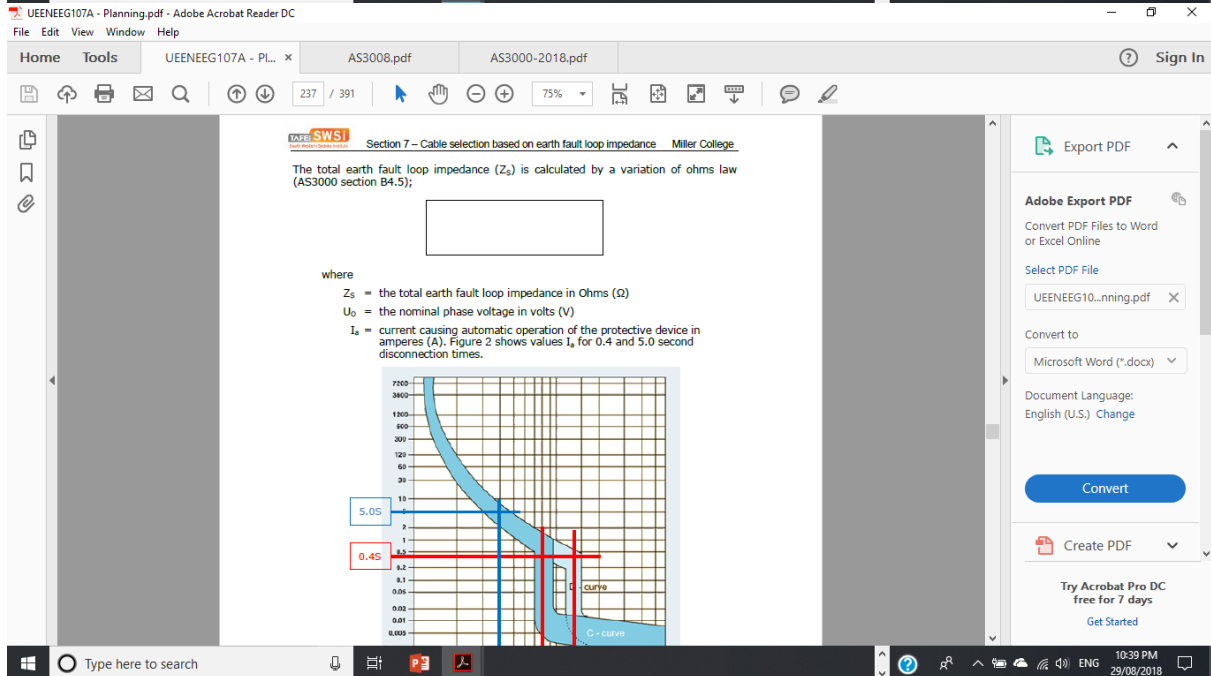 UEENEEG107A - Planning.pdf - Adobe Acrobat Reader DC
File Edit View Window Help
Home Tools UEENEEG107A - Pl... × AS3008.pdf AS3000-2018.pdf Sign In
237 / 391 75%
TAFE SWSi Section 7 – Cable selection based on earth fault loop impedance Miller College
The total earth fault loop impedance (ZS) is calculated by a variation of ohms law
(AS3000 section B4.5);
where
ZS = the total earth fault loop impedance in Ohms (Ω)
U0 = the nominal phase voltage in volts (V)
Ia = current causing automatic operation of the protective device in
amperes (A). Figure 2 shows values Ia for 0.4 and 5.0 second
disconnection times.
7200
3600
1200
600
300
120
60
30
10
5.0S
2
1
0.4S
0.2
0.1
0.05
0.02
0.01
0.005
curve
C - curve
Export PDF
Adobe Export PDF
Convert PDF Files to Word
or Excel Online
Select PDF File
UEENEEG10...nning.pdf
Convert to
Microsoft Word (*.docx)
Document Language:
English (U.S.) Change
Convert
Create PDF
Try Acrobat Pro DC
free for 7 days
Get Started
Type here to search
ENG
10:39 PM
29/08/2018